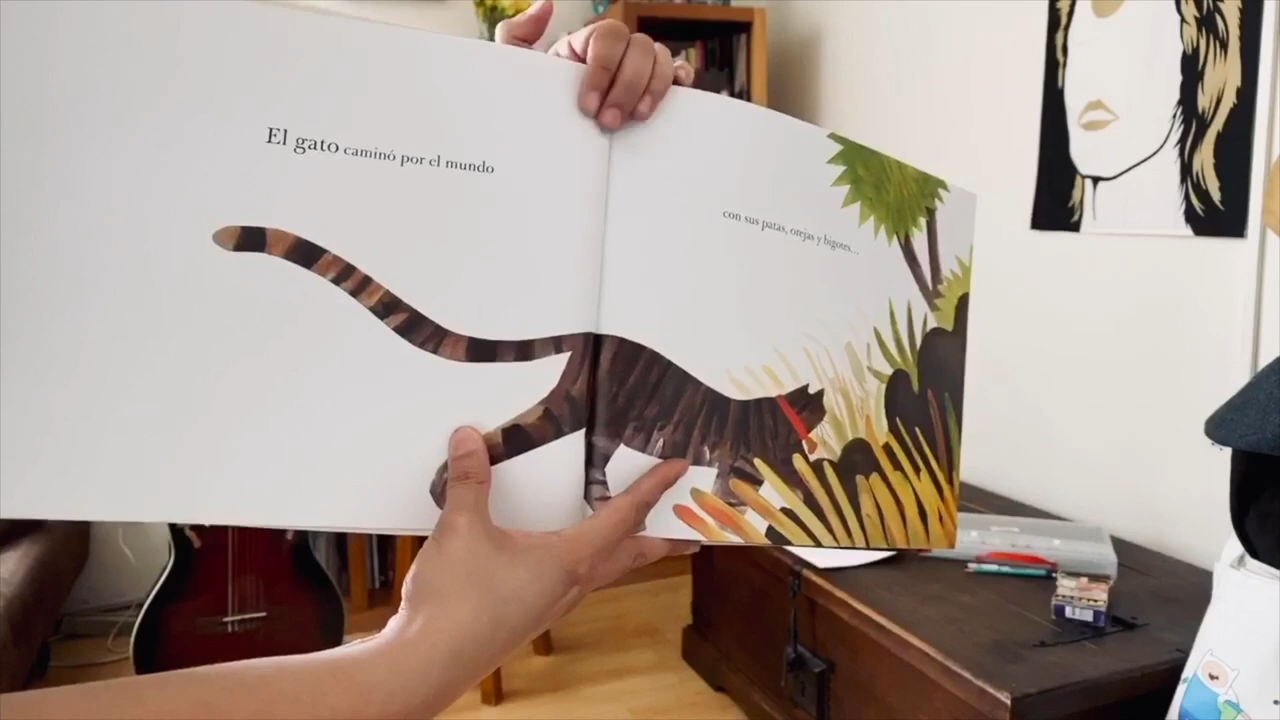 El gato caminó por el mundo
con sus patas, orejas y bigotes...